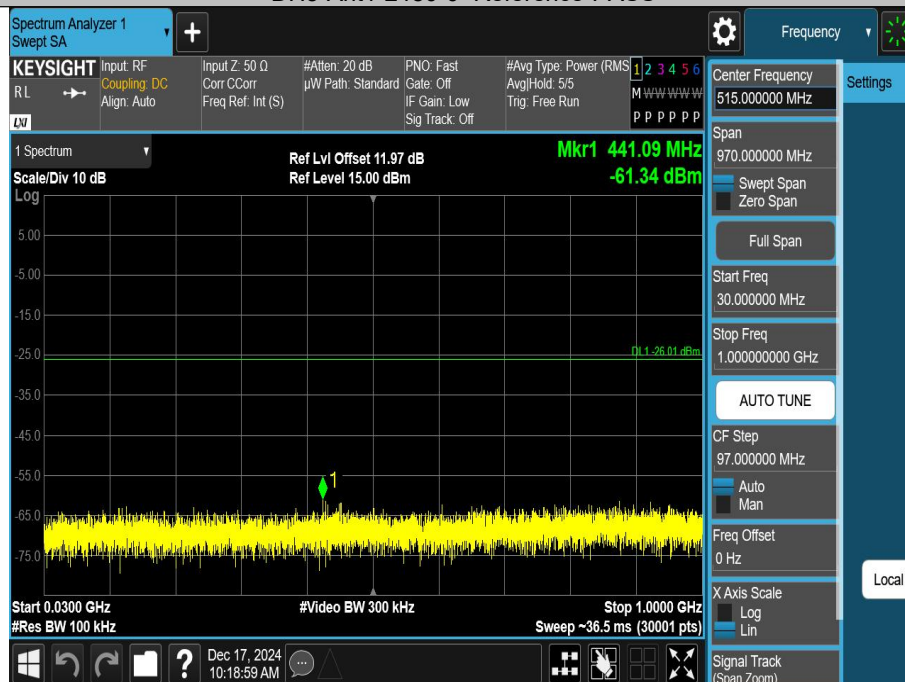 Spectrum Analyzer 1
Swept SA
Frequency
KEYSIGHT
RL
LXI
Input: RF
Coupling: DC
Align: Auto
Input Z: 50 Ω
Corr CCorr
Freq Ref: Int (S)
#Atten: 20 dB
µW Path: Standard
PNO: Fast
Gate: Off
IF Gain: Low
Sig Track: Off
#Avg Type: Power (RMS
Avg|Hold: 5/5
Trig: Free Run
1 2 3 4 5 6
M W W W W W
P P P P P P
1 Spectrum
Scale/Div 10 dB
Log
Ref Lvl Offset 11.97 dB
Ref Level 15.00 dBm
Mkr1 441.09 MHz
-61.34 dBm
5.00
-5.00
-15.0
-25.0
DL1 -26.01 dBm
-35.0
-45.0
-55.0
1
-65.0
-75.0
Start 0.0300 GHz
#Res BW 100 kHz
#Video BW 300 kHz
Stop 1.0000 GHz
Sweep ~36.5 ms (30001 pts)
Dec 17, 2024
10:18:59 AM
Center Frequency
515.000000 MHz
Span
970.000000 MHz
Swept Span
Zero Span
Full Span
Start Freq
30.000000 MHz
Stop Freq
1.000000000 GHz
AUTO TUNE
CF Step
97.000000 MHz
Auto
Man
Freq Offset
0 Hz
X Axis Scale
Log
Lin
Signal Track
(Span Zoom)
Settings
Local